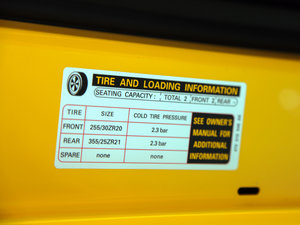 TIRE AND LOADING INFORMATION
SEATING CAPACITY: TOTAL 2 FRONT 2 REAR -
TIRE SIZE COLD TIRE PRESSURE
FRONT 255/30ZR20 2.3 bar
REAR 355/25ZR21 2.3 bar
SPARE none none
SEE OWNER'S
MANUAL FOR
ADDITIONAL
INFORMATION